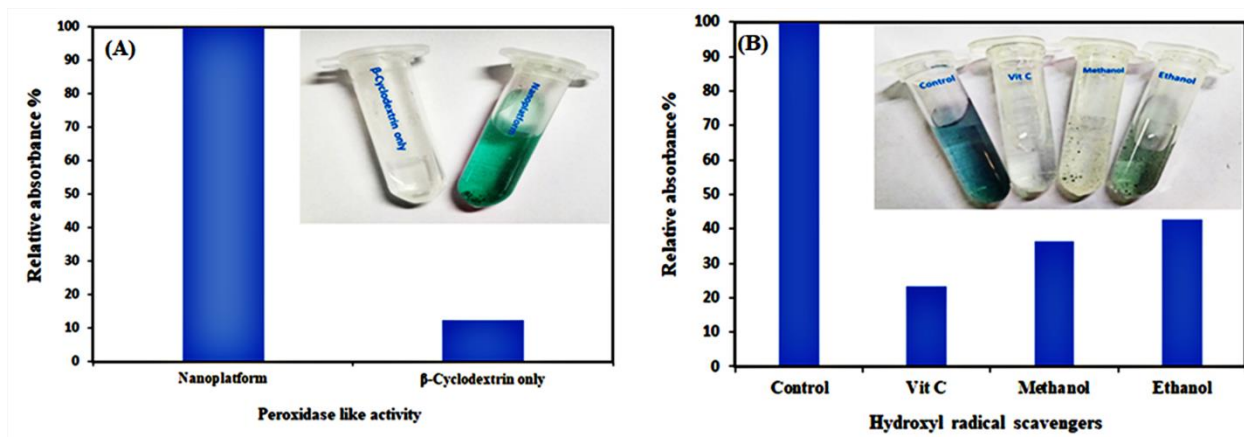 (A)
Relative absorbance %
100
90
80
70
60
50
40
30
20
10
0
β-Cyclodextrin only
Nanoplatform
Nanoplatform
β-Cyclodextrin only
Peroxidase like activity
(B)
Relative absorbance%
100
90
80
70
60
50
40
30
20
10
0
Control
Vit C
Methanol
Ethanol
Control
Vit C
Methanol
Ethanol
Hydroxyl radical scavengers